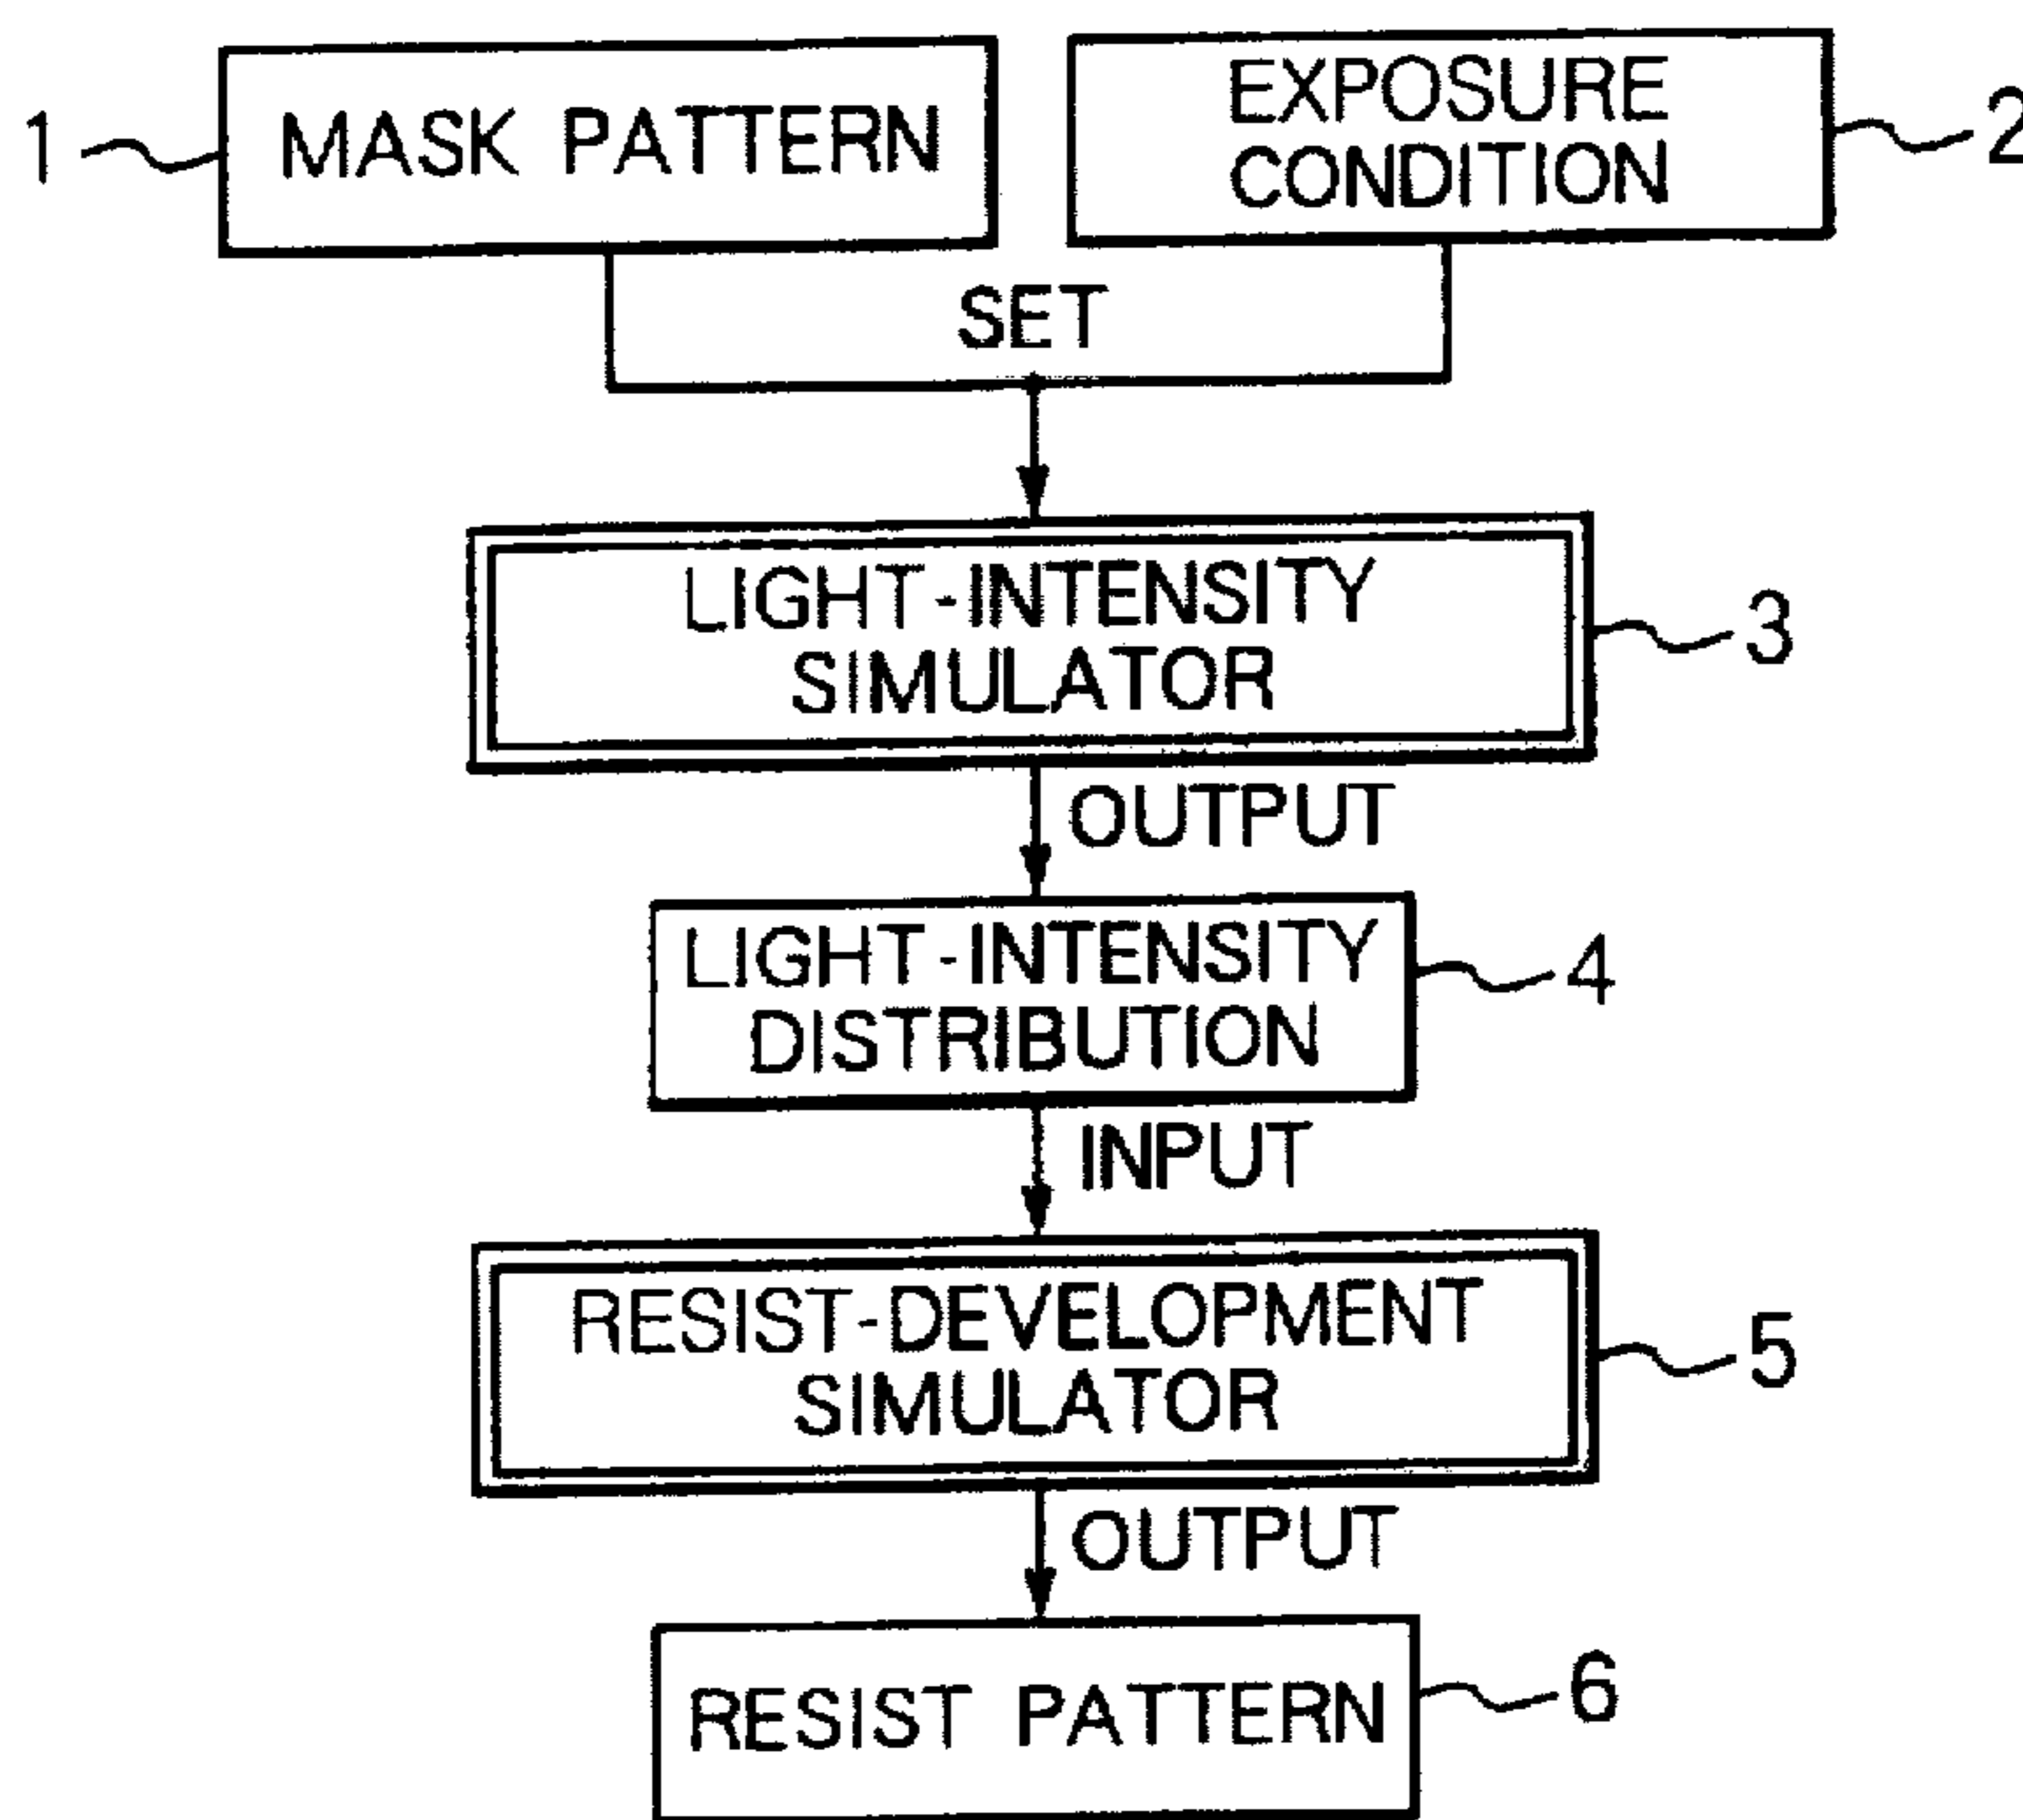 1
MASK PATTERN
EXPOSURE
CONDITION
2
SET
LIGHT-INTENSITY
SIMULATOR
3
OUTPUT
LIGHT-INTENSITY
DISTRIBUTION
4
INPUT
RESIST-DEVELOPMENT
SIMULATOR
5
OUTPUT
RESIST PATTERN
6